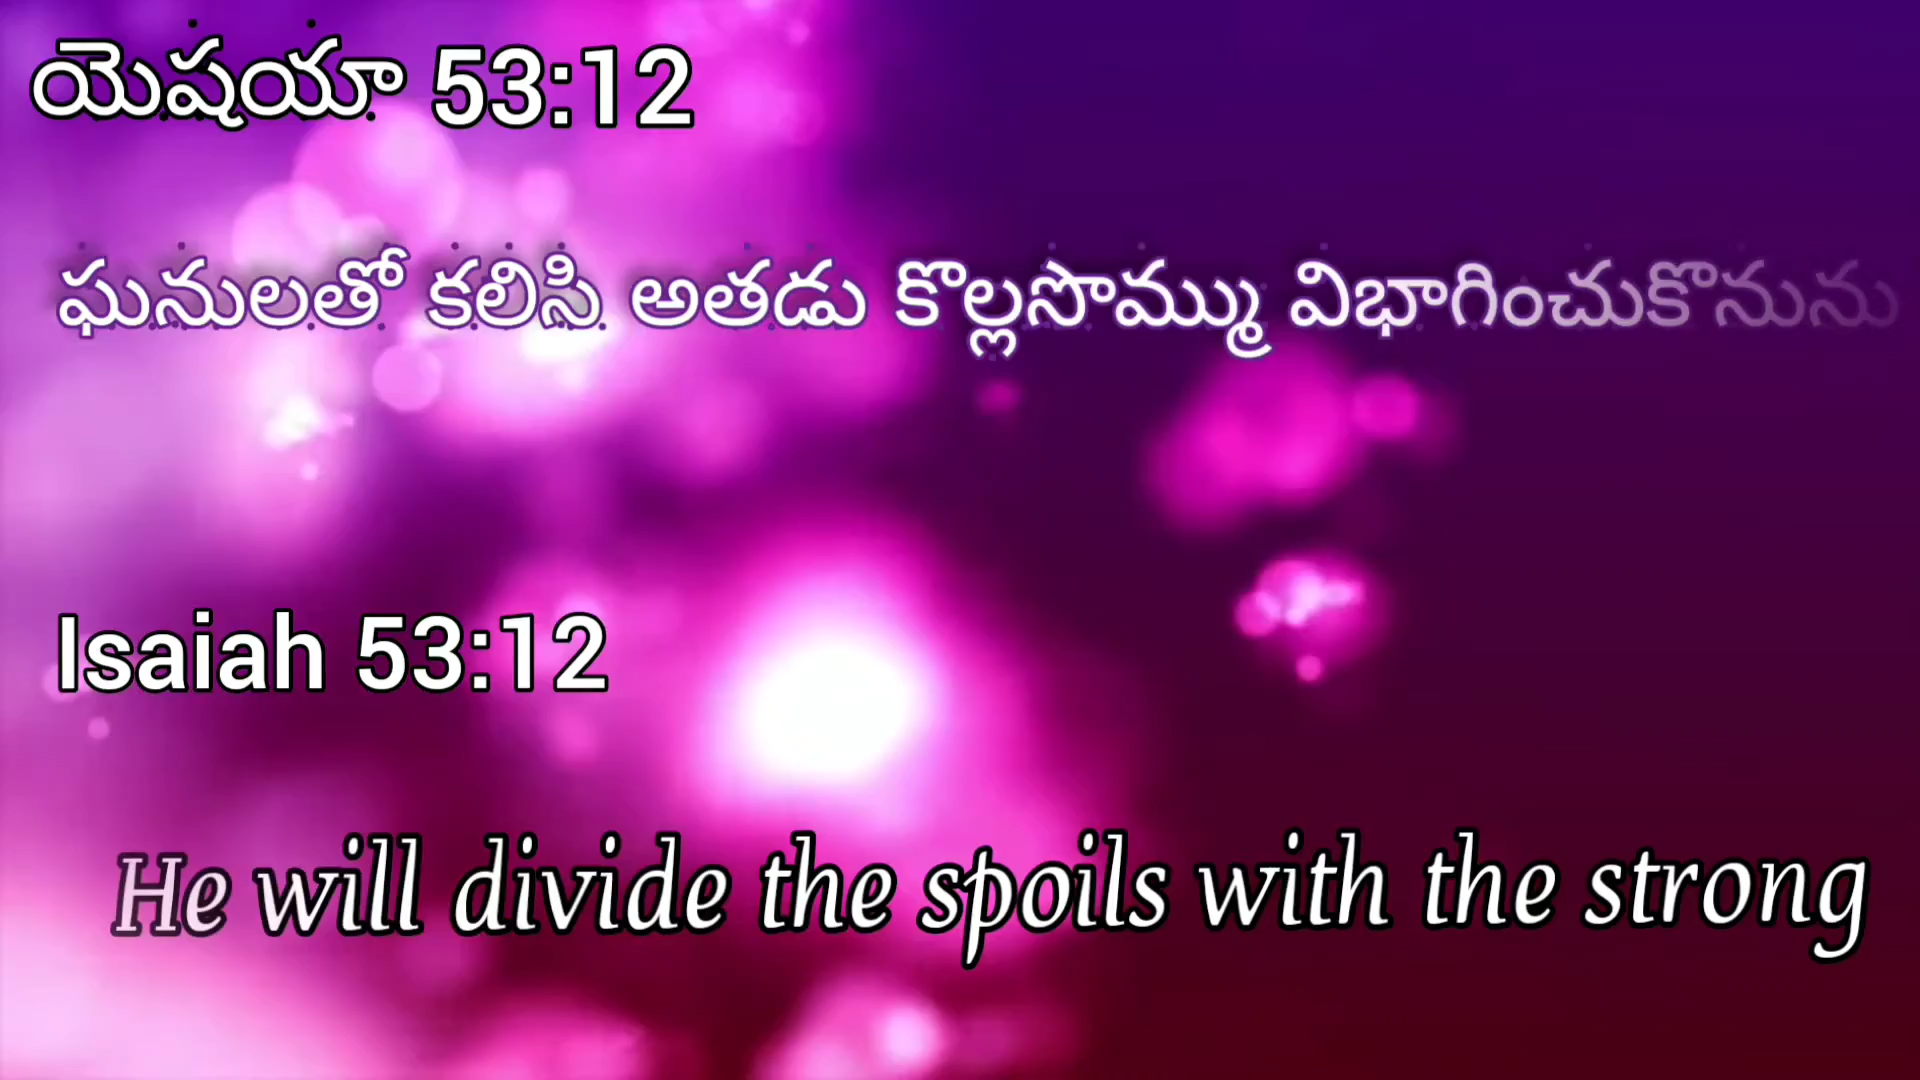 యెషయా 53:12
ఘనులతో కలిసి అతడు కొల్లసొమ్ము విభాగించుకొనును
Isaiah 53:12
He will divide the spoils with the strong